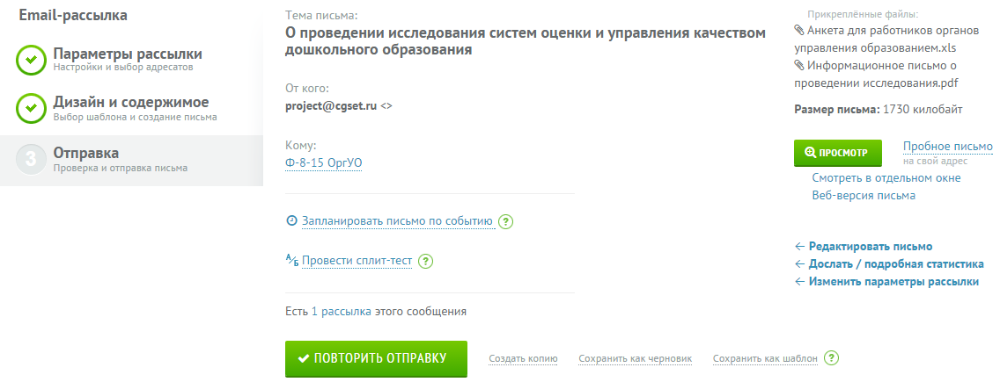 Email-рассылка
Параметры рассылки
Настройки и выбор адресатов
Дизайн и содержимое
Выбор шаблона и создание письма
3
Отправка
Проверка и отправка письма
Тема письма:
О проведении исследования систем оценки и управления качеством
дошкольного образования
От кого:
project@cgset.ru <>
Кому:
Ф-8-15 ОргУО
Запланировать письмо по событию ?
А/Б Провести сплит-тест ?
Есть 1 рассылка этого сообщения
ПОВТОРИТЬ ОТПРАВКУ
Создать копию
Сохранить как черновик
Сохранить как шаблон ?
Прикреплённые файлы:
Анкета для работников органов
управления образованием.xls
Информационное письмо о
проведении исследования.pdf
Размер письма: 1730 килобайт
ПРОСМОТР
Пробное письмо
на свой адрес
Смотреть в отдельном окне
Веб-версия письма
← Редактировать письмо
← Дослать / подробная статистика
← Изменить параметры рассылки